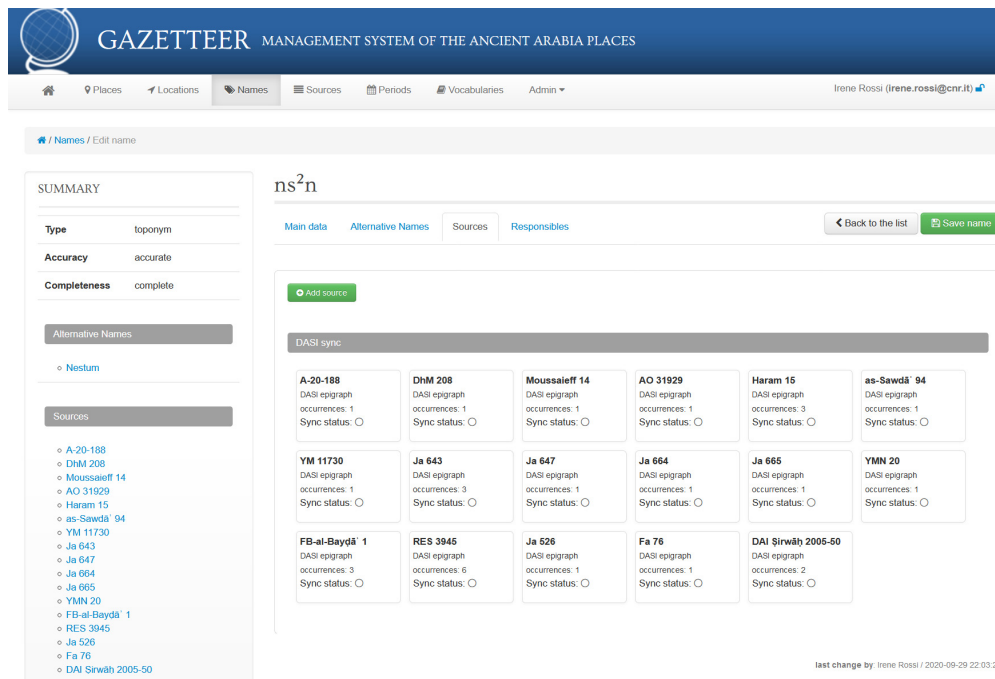 GAZETTEER MANAGEMENT SYSTEM OF THE ANCIENT ARABIA PLACES
Places Locations Names Sources Periods Vocabularies Admin Irene Rossi (irene.rossi@cnr.it)
/ Names / Edit name
SUMMARY
Type toponym
Accuracy accurate
Completeness complete
Alternative Names
Nestum
Sources
A-20-188
DhM 208
Moussaieff 14
AO 31929
Haram 15
as-Sawdāʾ 94
YM 11730
Ja 643
Ja 647
Ja 664
Ja 665
YMN 20
FB-al-Bayḍāʾ 1
RES 3945
Ja 526
Fa 76
DAI Ṣirwāḥ 2005-50
ns²n
Main data Alternative Names Sources Responsibles Back to the list Save name
Add source
DASI sync
A-20-188 DhM 208 Moussaieff 14 AO 31929 Haram 15 as-Sawdāʾ 94
DASI epigraph DASI epigraph DASI epigraph DASI epigraph DASI epigraph DASI epigraph
occurrences: 1 occurrences: 1 occurrences: 1 occurrences: 1 occurrences: 3 occurrences: 1
Sync status: Sync status: Sync status: Sync status: Sync status: Sync status:
YM 11730 Ja 643 Ja 647 Ja 664 Ja 665 YMN 20
DASI epigraph DASI epigraph DASI epigraph DASI epigraph DASI epigraph DASI epigraph
occurrences: 1 occurrences: 3 occurrences: 1 occurrences: 1 occurrences: 1 occurrences: 1
Sync status: Sync status: Sync status: Sync status: Sync status: Sync status:
FB-al-Bayḍāʾ 1 RES 3945 Ja 526 Fa 76 DAI Ṣirwāḥ 2005-50
DASI epigraph DASI epigraph DASI epigraph DASI epigraph DASI epigraph
occurrences: 3 occurrences: 6 occurrences: 1 occurrences: 1 occurrences: 2
Sync status: Sync status: Sync status: Sync status: Sync status:
last change by: Irene Rossi / 2020-09-29